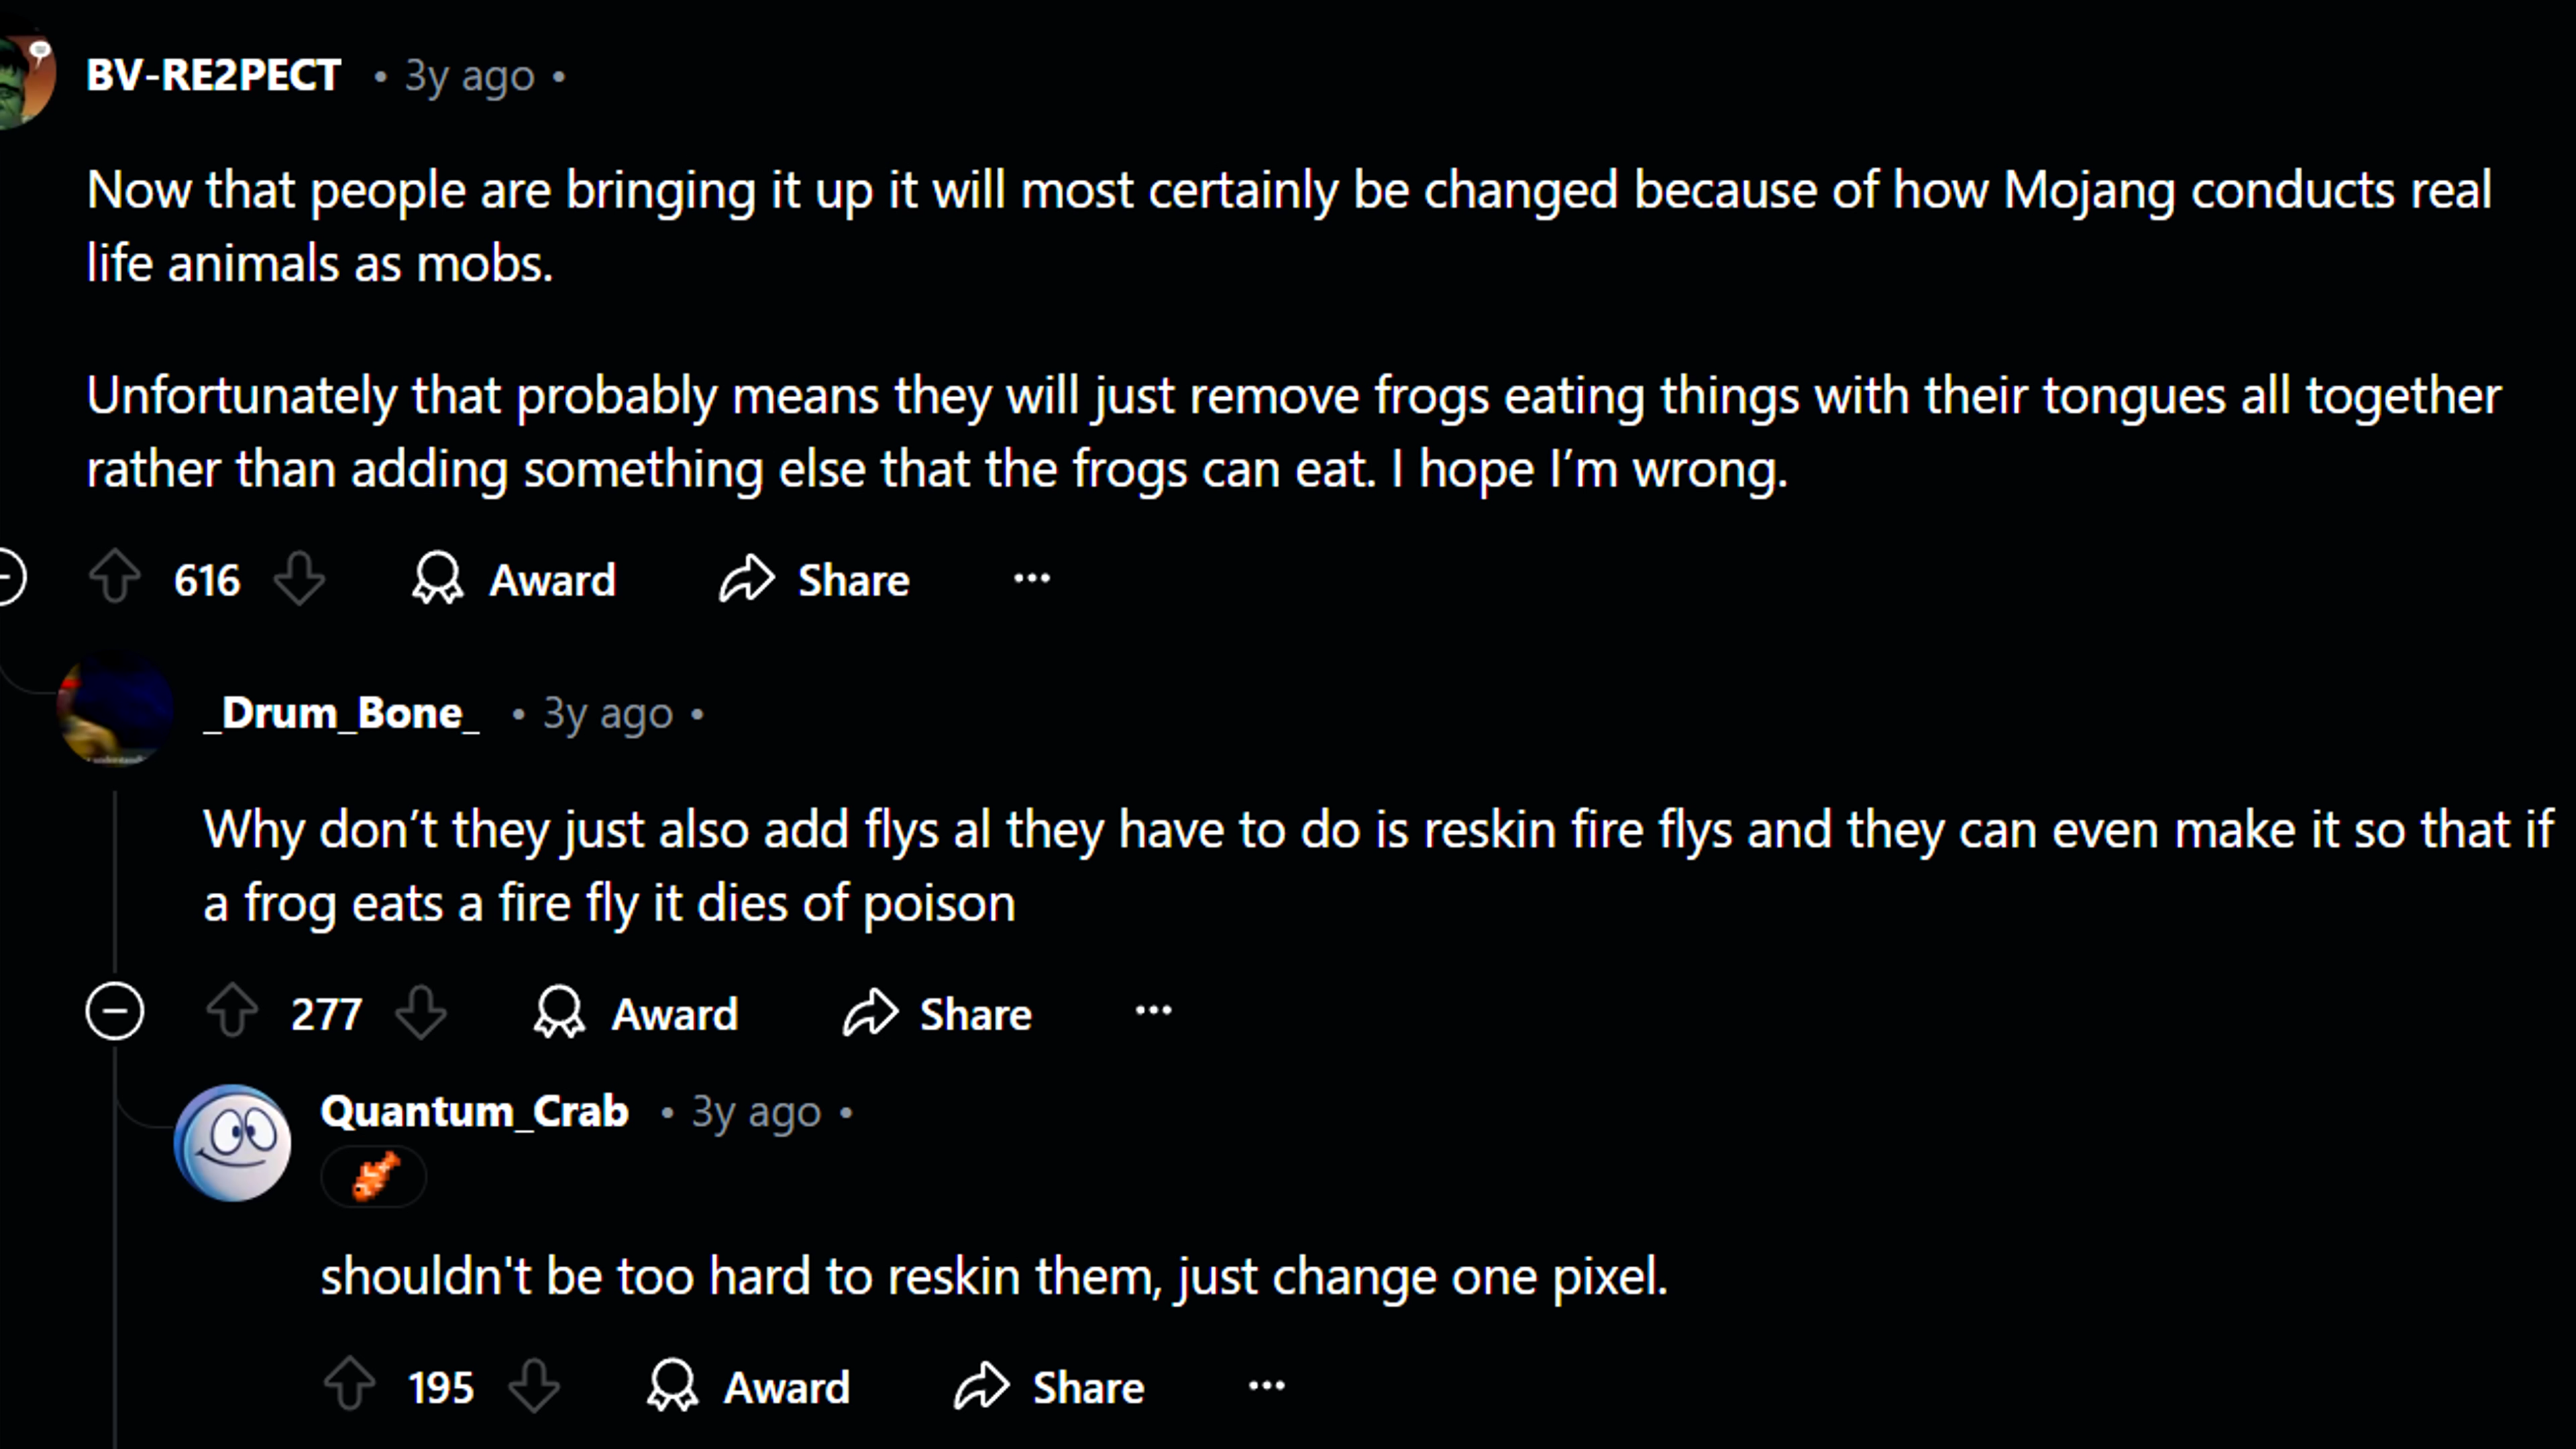 BV-RE2PECT • 3y ago •
Now that people are bringing it up it will most certainly be changed because of how Mojang conducts real
life animals as mobs.
Unfortunately that probably means they will just remove frogs eating things with their tongues all together
rather than adding something else that the frogs can eat. I hope I’m wrong.
616 Award Share ...
_Drum_Bone_ • 3y ago •
Why don’t they just also add flys al they have to do is reskin fire flys and they can even make it so that if
a frog eats a fire fly it dies of poison
277 Award Share ...
Quantum_Crab • 3y ago •
shouldn't be too hard to reskin them, just change one pixel.
195 Award Share ...